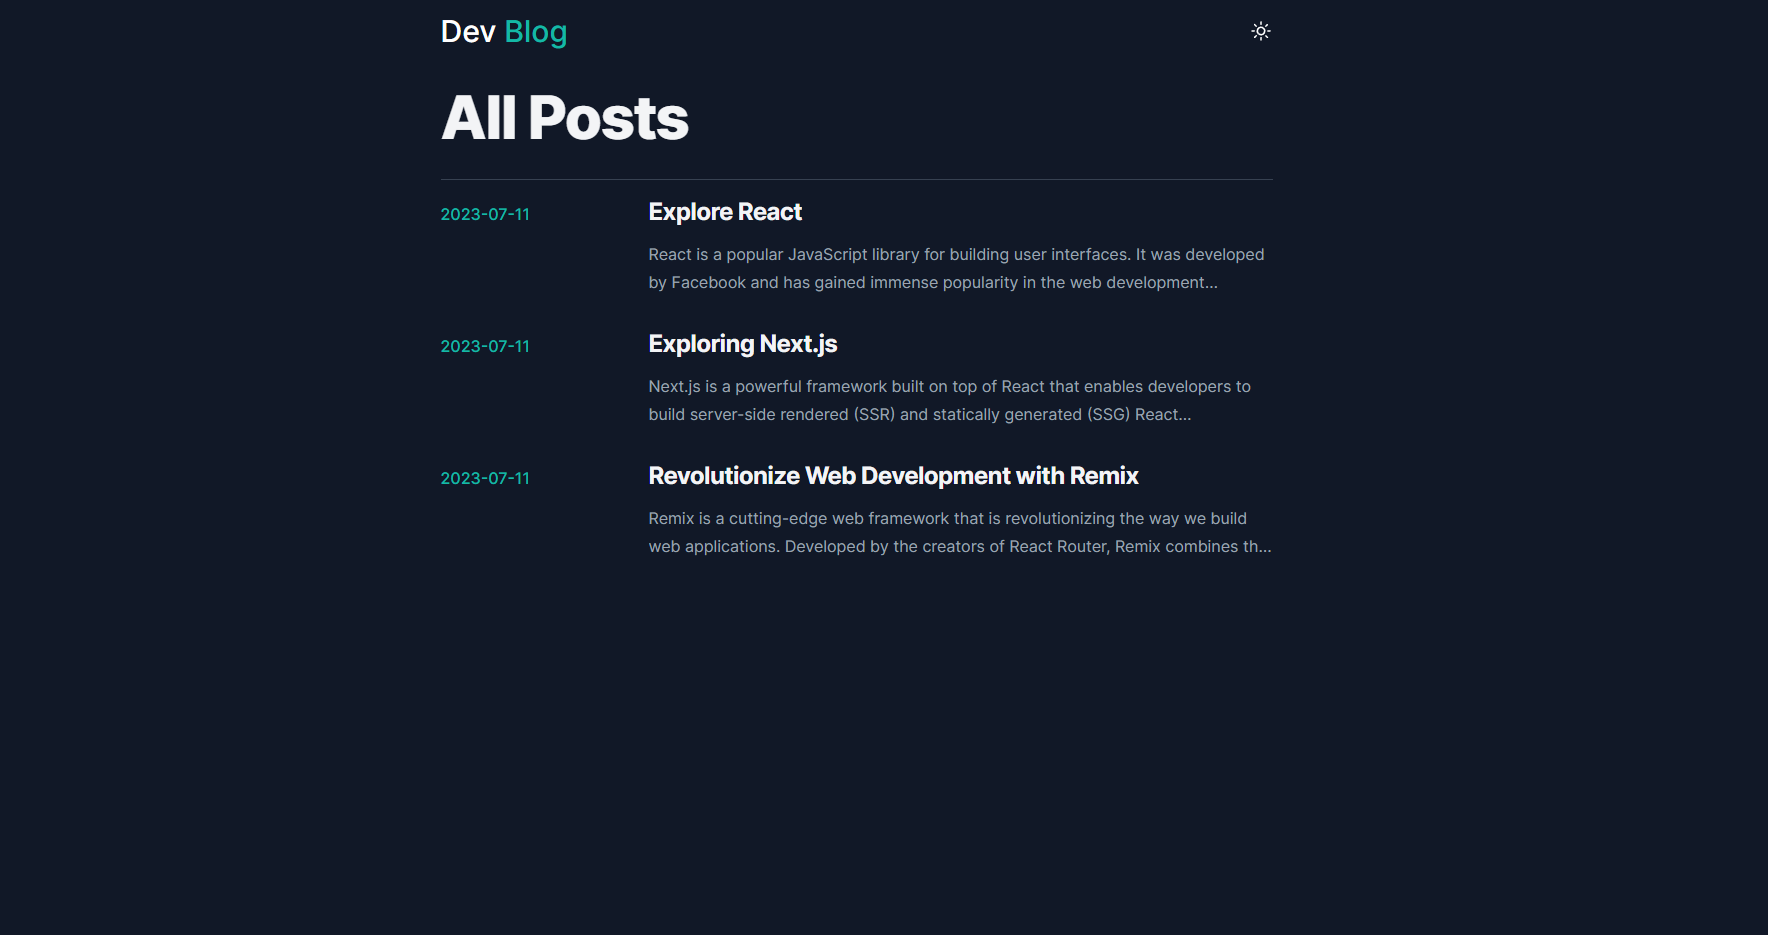 Dev Blog
All Posts
2023-07-11
Explore React
React is a popular JavaScript library for building user interfaces. It was developed
by Facebook and has gained immense popularity in the web development...
2023-07-11
Exploring Next.js
Next.js is a powerful framework built on top of React that enables developers to
build server-side rendered (SSR) and statically generated (SSG) React...
2023-07-11
Revolutionize Web Development with Remix
Remix is a cutting-edge web framework that is revolutionizing the way we build
web applications. Developed by the creators of React Router, Remix combines th...